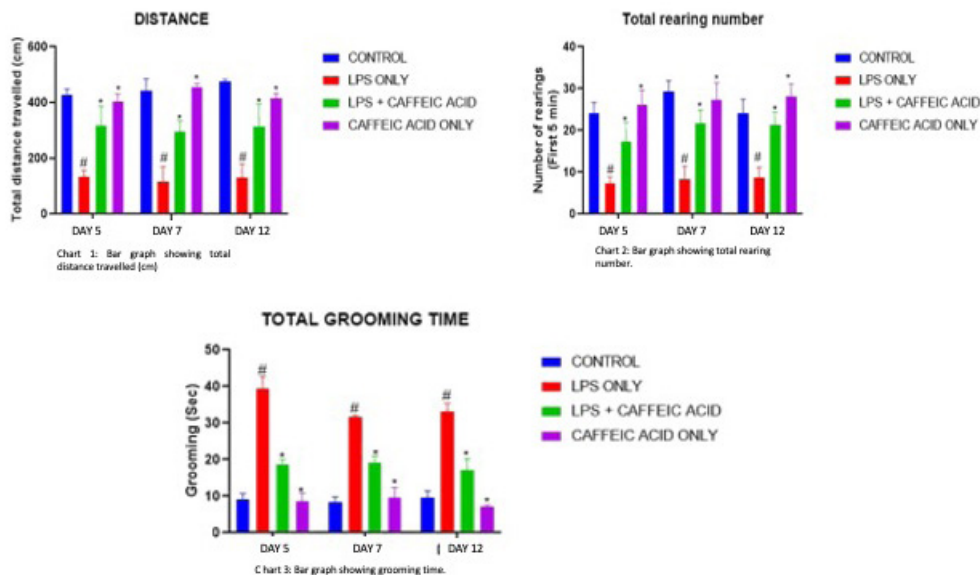 DISTANCE
600
400
200
0
Total distance travelled (cm)
#
*
*
#
*
*
#
*
*
DAY 5
DAY 7
DAY 12
CONTROL
LPS ONLY
LPS + CAFFEIC ACID
CAFFEIC ACID ONLY
Chart 1: Bar graph showing total
distance travelled (cm)
Total rearing number
40
30
20
10
0
Number of rearings
(First 5 min)
#
*
*
#
*
*
#
*
*
DAY 5
DAY 7
DAY 12
CONTROL
LPS ONLY
LPS + CAFFEIC ACID
CAFFEIC ACID ONLY
Chart 2: Bar graph showing total rearing
number.
TOTAL GROOMING TIME
50
40
30
20
10
0
Grooming (Sec)
#
*
*
#
*
*
#
*
*
DAY 5
DAY 7
DAY 12
CONTROL
LPS ONLY
LPS + CAFFEIC ACID
CAFFEIC ACID ONLY
C hart 3: Bar graph showing grooming time.